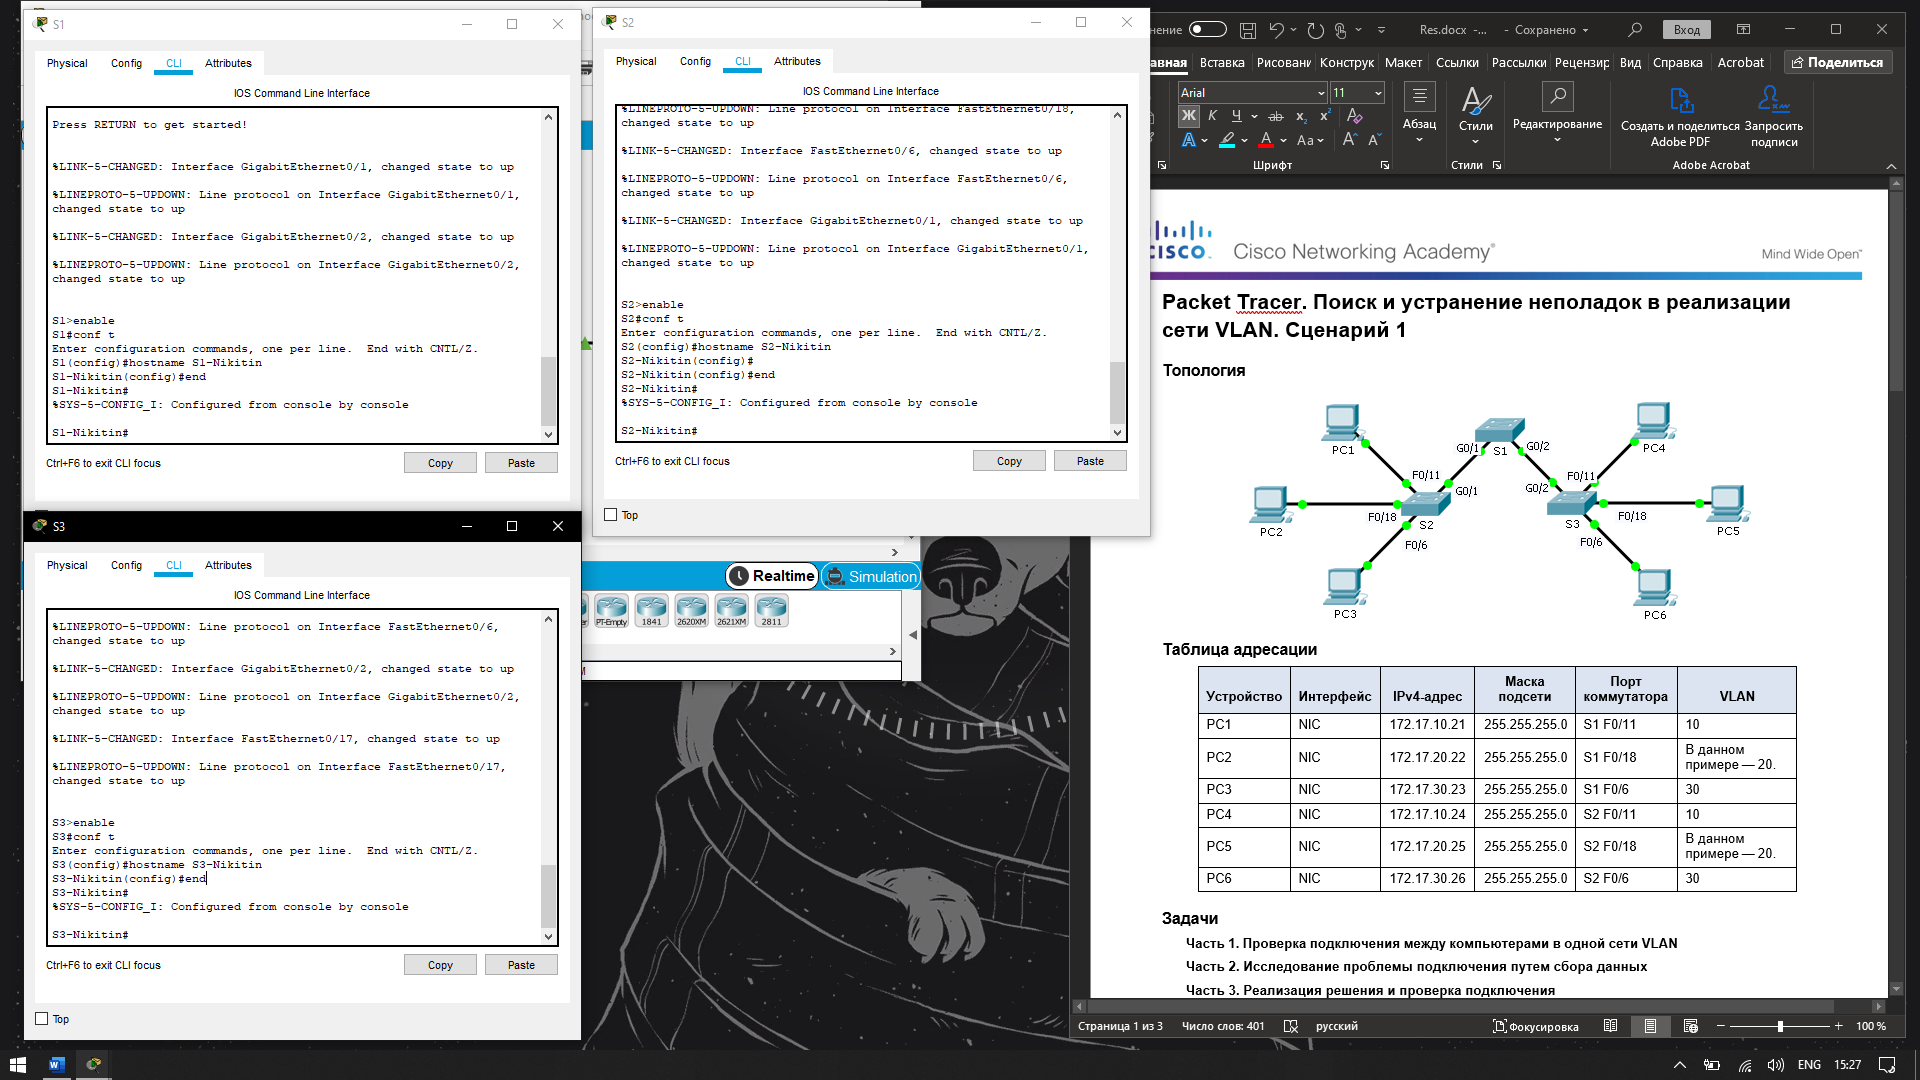 S1
Physical
Config
CLI
Attributes
IOS Command Line Interface
Press RETURN to get started!
%LINK-5-CHANGED: Interface GigabitEthernet0/1, changed state to up
%LINEPROTO-5-UPDOWN: Line protocol on Interface GigabitEthernet0/1,
changed state to up
%LINK-5-CHANGED: Interface GigabitEthernet0/2, changed state to up
%LINEPROTO-5-UPDOWN: Line protocol on Interface GigabitEthernet0/2,
changed state to up
S1>enable
S1#conf t
Enter configuration commands, one per line.  End with CNTL/Z.
S1(config)#hostname S1-Nikitin
S1-Nikitin(config)#end
S1-Nikitin#
%SYS-5-CONFIG_I: Configured from console by console
S1-Nikitin#
Ctrl+F6 to exit CLI focus
Copy
Paste
S2
Physical
Config
CLI
Attributes
IOS Command Line Interface
%LINEPROTO-5-UPDOWN: Line protocol on Interface FastEthernet0/18,
changed state to up
%LINK-5-CHANGED: Interface FastEthernet0/6, changed state to up
%LINEPROTO-5-UPDOWN: Line protocol on Interface FastEthernet0/6,
changed state to up
%LINK-5-CHANGED: Interface GigabitEthernet0/1, changed state to up
%LINEPROTO-5-UPDOWN: Line protocol on Interface GigabitEthernet0/1,
changed state to up
S2>enable
S2#conf t
Enter configuration commands, one per line.  End with CNTL/Z.
S2(config)#hostname S2-Nikitin
S2-Nikitin(config)#
S2-Nikitin(config)#end
S2-Nikitin#
%SYS-5-CONFIG_I: Configured from console by console
S2-Nikitin#
Ctrl+F6 to exit CLI focus
Copy
Paste
Top
S3
Physical
Config
CLI
Attributes
IOS Command Line Interface
%LINEPROTO-5-UPDOWN: Line protocol on Interface FastEthernet0/6,
changed state to up
%LINK-5-CHANGED: Interface GigabitEthernet0/2, changed state to up
%LINEPROTO-5-UPDOWN: Line protocol on Interface GigabitEthernet0/2,
changed state to up
%LINK-5-CHANGED: Interface FastEthernet0/17, changed state to up
%LINEPROTO-5-UPDOWN: Line protocol on Interface FastEthernet0/17,
changed state to up
S3>enable
S3#conf t
Enter configuration commands, one per line.  End with CNTL/Z.
S3(config)#hostname S3-Nikitin
S3-Nikitin(config)#end
S3-Nikitin#
%SYS-5-CONFIG_I: Configured from console by console
S3-Nikitin#
Ctrl+F6 to exit CLI focus
Copy
Paste
Top
Realtime
Simulation
PT-Empty
1841
2620XM
2621XM
2811
Res.docx -...
- Сохранено
Вход
Вставка
Рисовани
Конструк
Макет
Ссылки
Рассылки
Рецензир
Вид
Справка
Acrobat
Поделиться
Arial
11
Ж К Ч ab x₂ x²
Aa
Шрифт
Абзац
Стили
Стили
Редактирование
Создать и поделиться Adobe PDF
Запросить подписи
Adobe Acrobat
Cisco Networking Academy
Mind Wide Open
Packet Tracer. Поиск и устранение неполадок в реализации
сети VLAN. Сценарий 1
Топология
PC1
G0/1
S1
G0/2
PC4
F0/11
G0/1
G0/2
F0/11
PC2
F0/18
S2
S3
F0/18
PC5
F0/6
F0/6
PC3
PC6
Таблица адресации
Устройство Интерфейс IPv4-адрес Маска подсети Порт коммутатора VLAN
PC1 NIC 172.17.10.21 255.255.255.0 S1 F0/11 10
PC2 NIC 172.17.20.22 255.255.255.0 S1 F0/18 В данном примере — 20.
PC3 NIC 172.17.30.23 255.255.255.0 S1 F0/6 30
PC4 NIC 172.17.10.24 255.255.255.0 S2 F0/11 10
PC5 NIC 172.17.20.25 255.255.255.0 S2 F0/18 В данном примере — 20.
PC6 NIC 172.17.30.26 255.255.255.0 S2 F0/6 30
Задачи
Часть 1. Проверка подключения между компьютерами в одной сети VLAN
Часть 2. Исследование проблемы подключения путем сбора данных
Часть 3. Реализация решения и проверка подключения
Страница 1 из 3
Число слов: 401
русский
Фокусировка
100 %
ENG
15:27